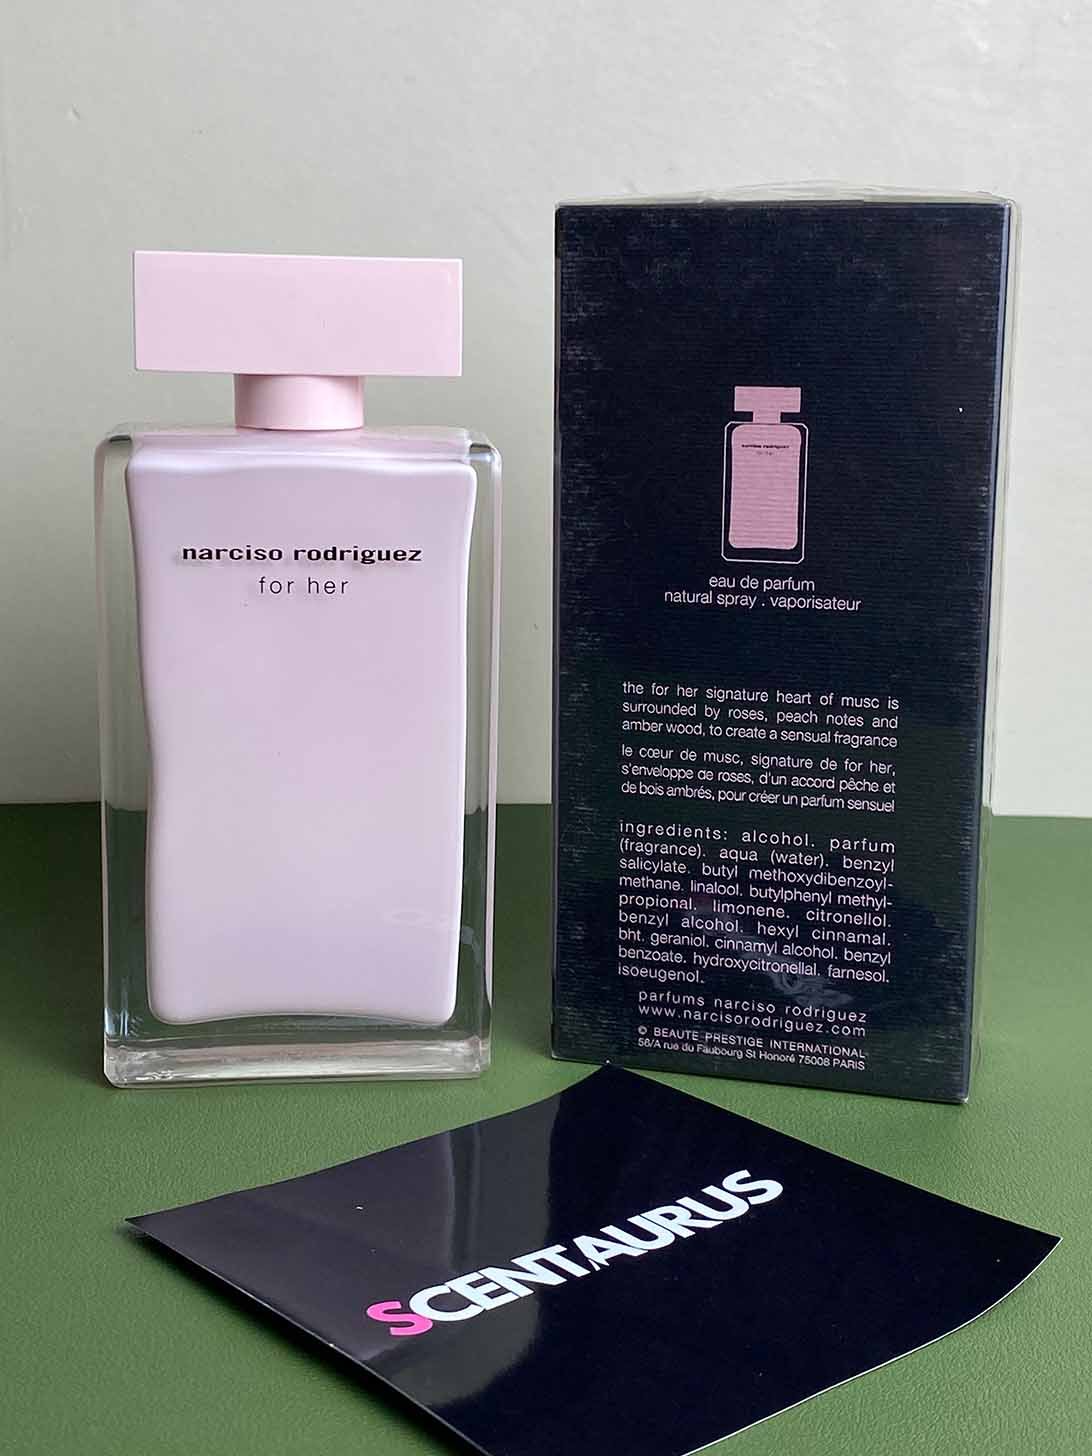 narciso rodriguez
for her
narciso rodriguez
for her
eau de parfum
natural spray . vaporisateur
the for her signature heart of musc is
surrounded by roses, peach notes and
amber wood, to create a sensual fragrance
le cœur de musc, signature de for her,
s'enveloppe de roses, d'un accord pêche et
de bois ambrés, pour créer un parfum sensuel
ingredients: alcohol. parfum
(fragrance). aqua (water). benzyl
salicylate. butyl methoxydibenzoyl-
methane. linalool. butylphenyl methyl-
propional. limonene. citronellol.
benzyl alcohol. hexyl cinnamal.
bht. geraniol. cinnamyl alcohol. benzyl
benzoate. hydroxycitronellal. farnesol.
isoeugenol.
parfums narciso rodriguez
www.narcisorodriguez.com
© BEAUTE PRESTIGE INTERNATIONAL
56/A rue du Faubourg St Honoré 75008 PARIS
SCENTAURUS